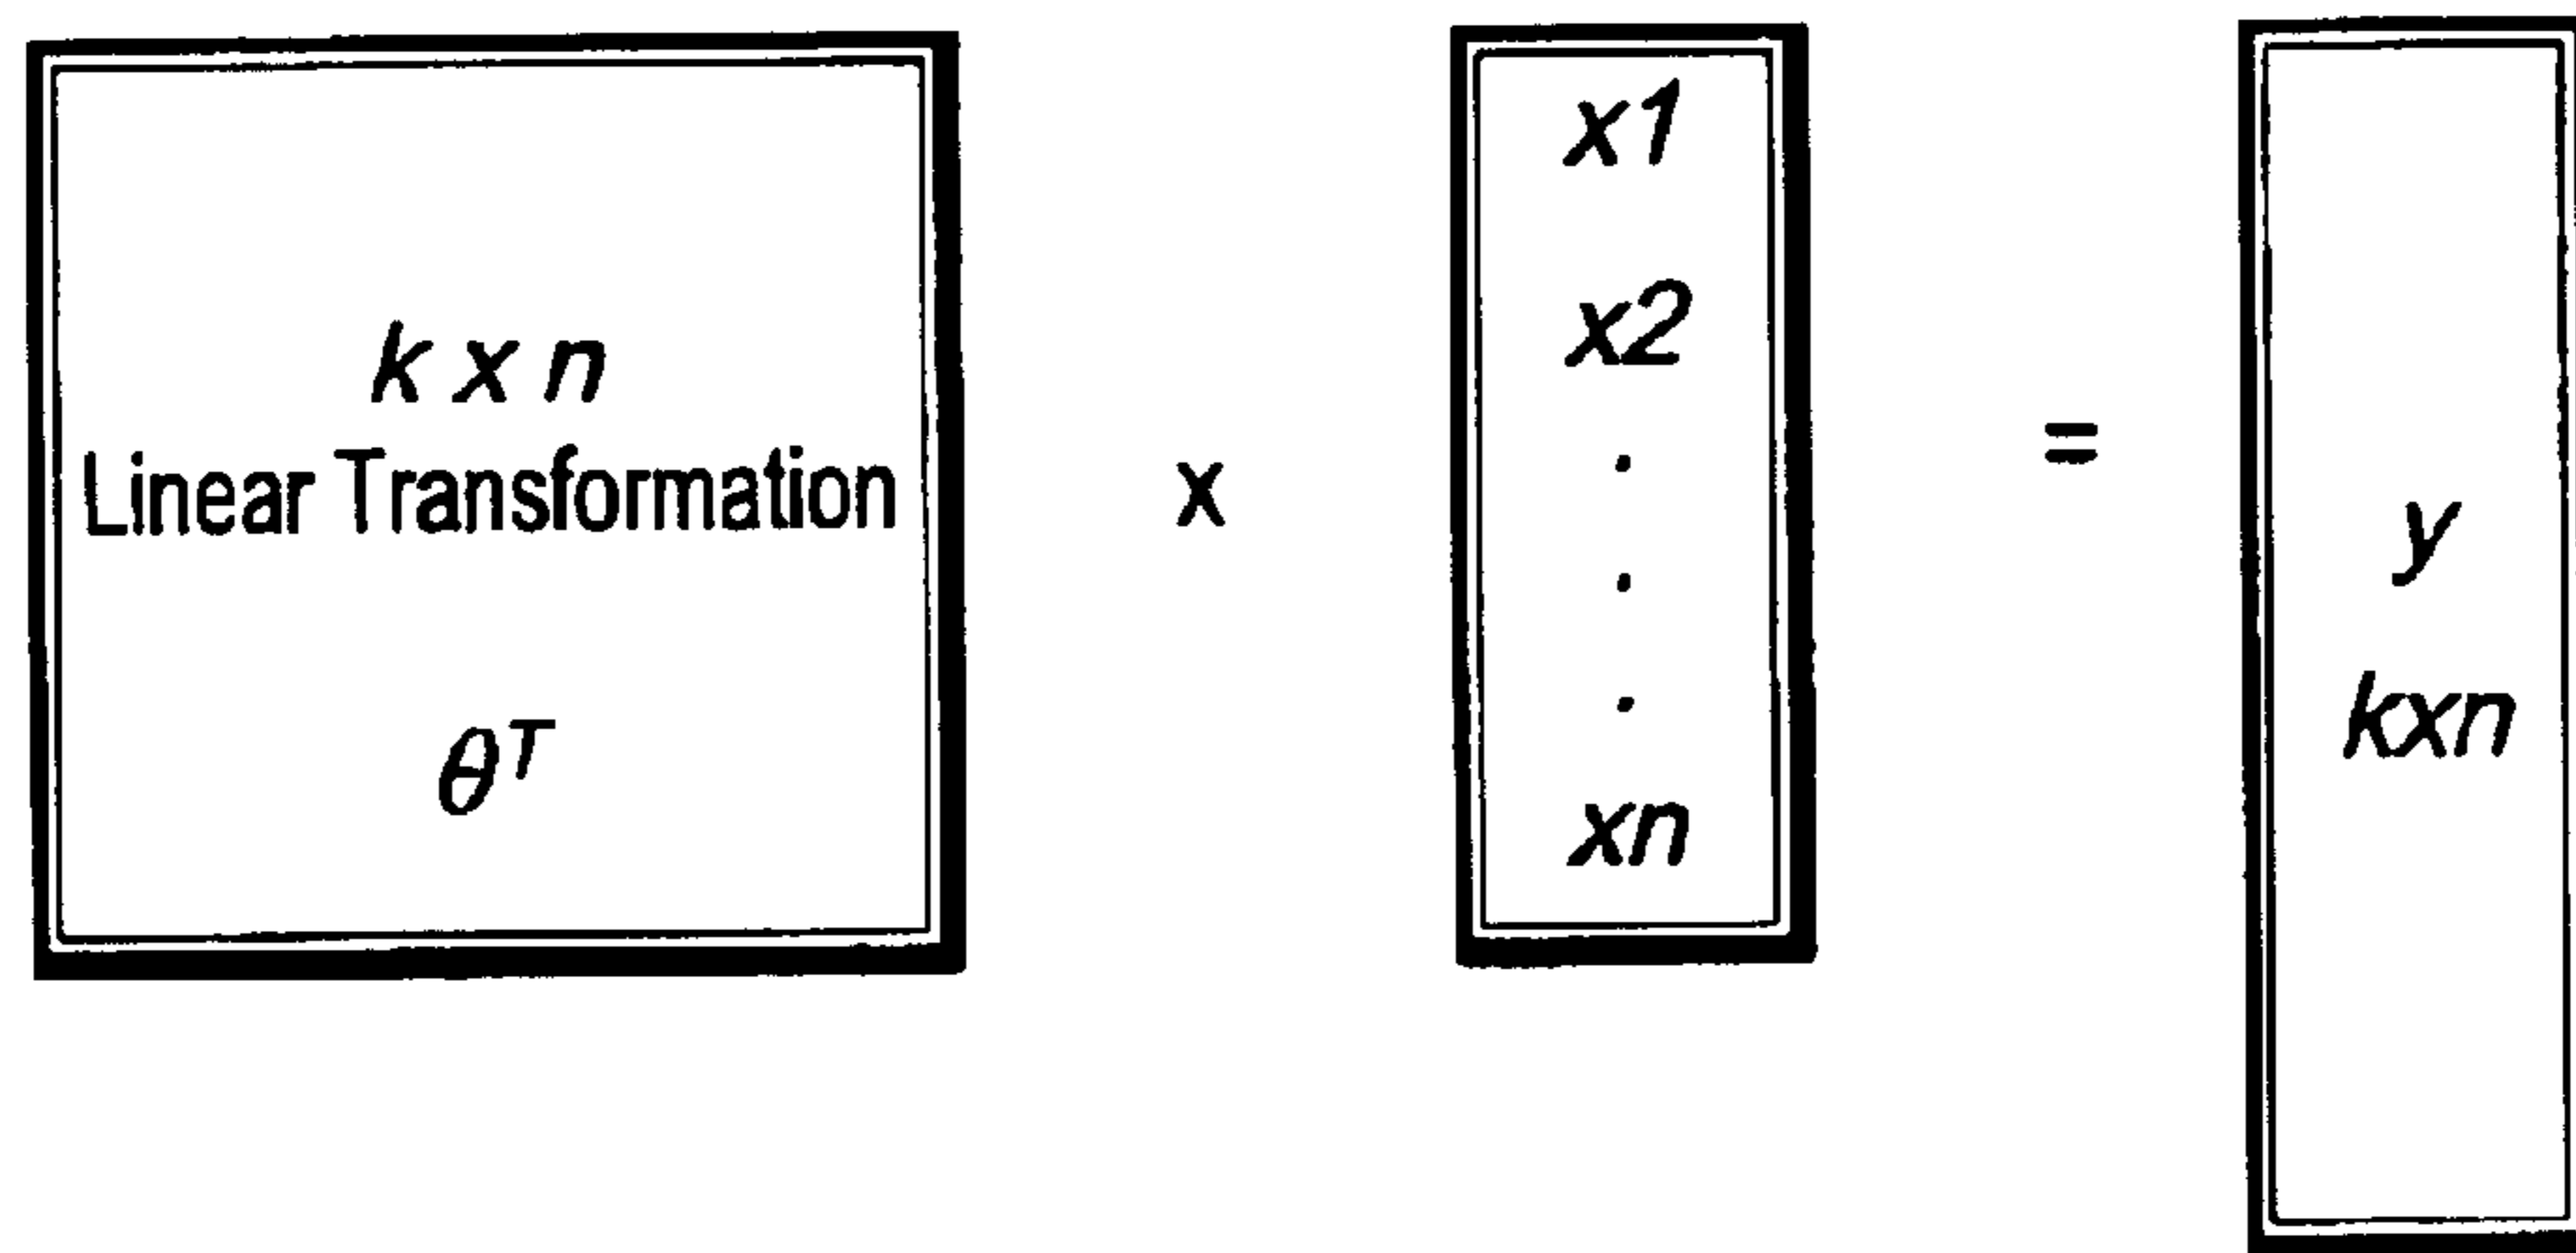 k x n
Linear Transformation
θᵀ
x
x1
x2
.
.
.
xn
=
y
kxn